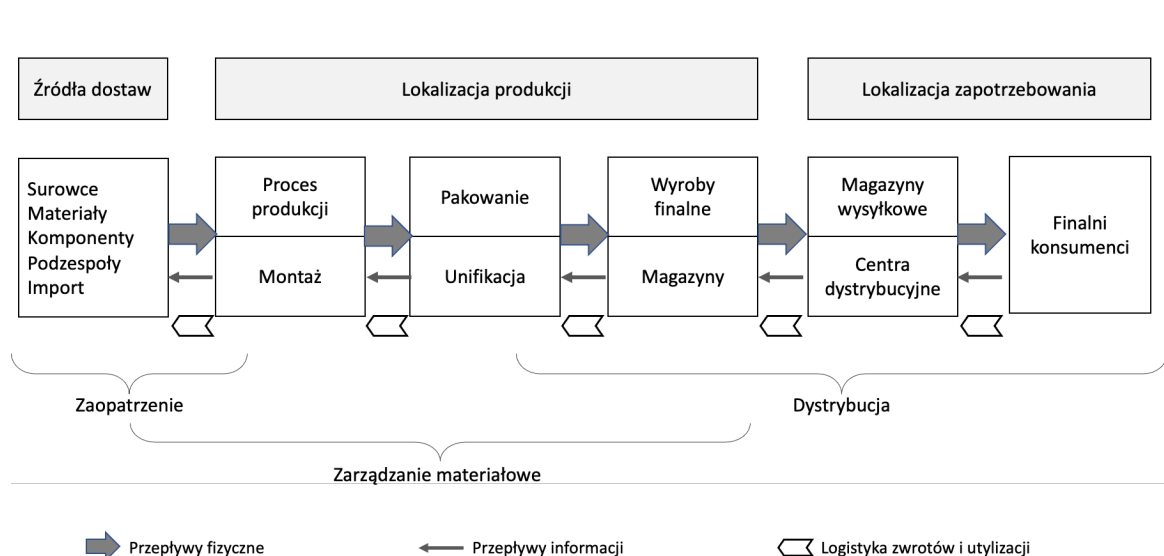 Źródła dostaw
Lokalizacja produkcji
Lokalizacja zapotrzebowania
Surowce
Materiały
Komponenty
Podzespoły
Import
Proces
produkcji
Montaż
Pakowanie
Unifikacja
Wyroby
finalne
Magazyny
Magazyny
wysyłkowe
Centra
dystrybucyjne
Finalni
konsumenci
Zaopatrzenie
Dystrybucja
Zarządzanie materiałowe
Przepływy fizyczne
Przepływy informacji
Logistyka zwrotów i utylizacji